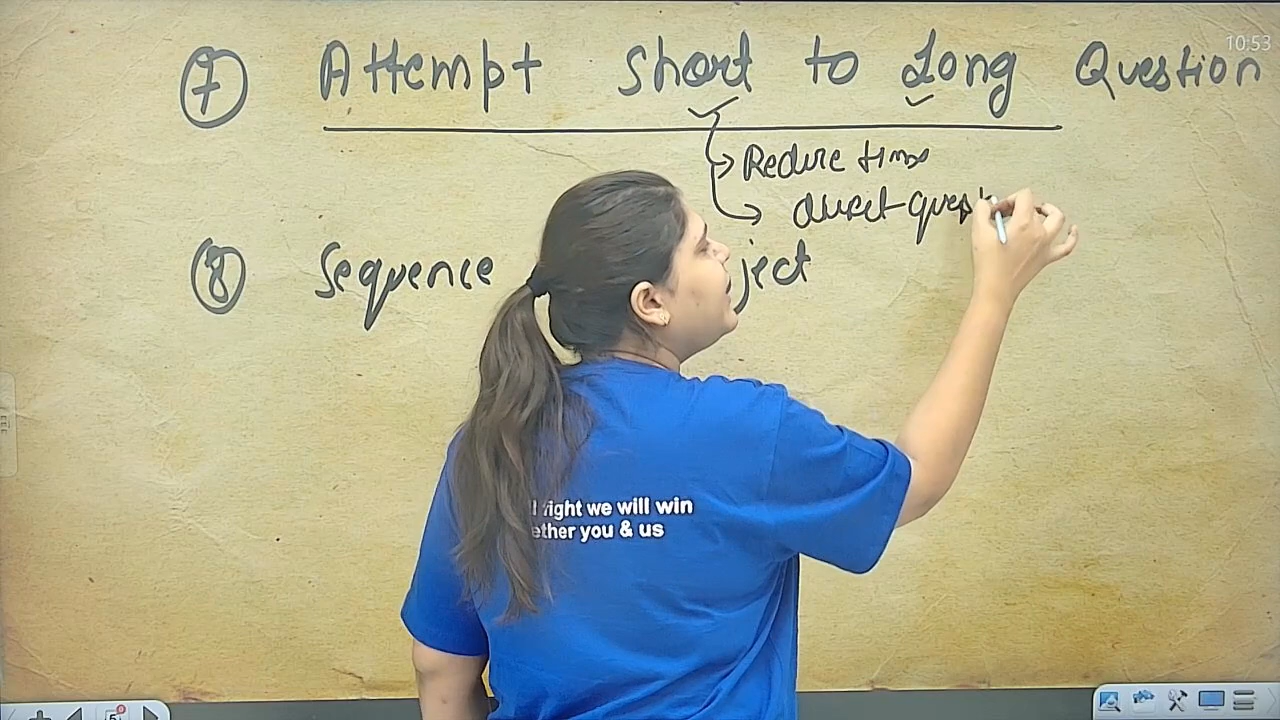 10:53
7 Attempt Short to Long Question
Reduce time
direct
8 Sequence ject
right we will win
ether you & us